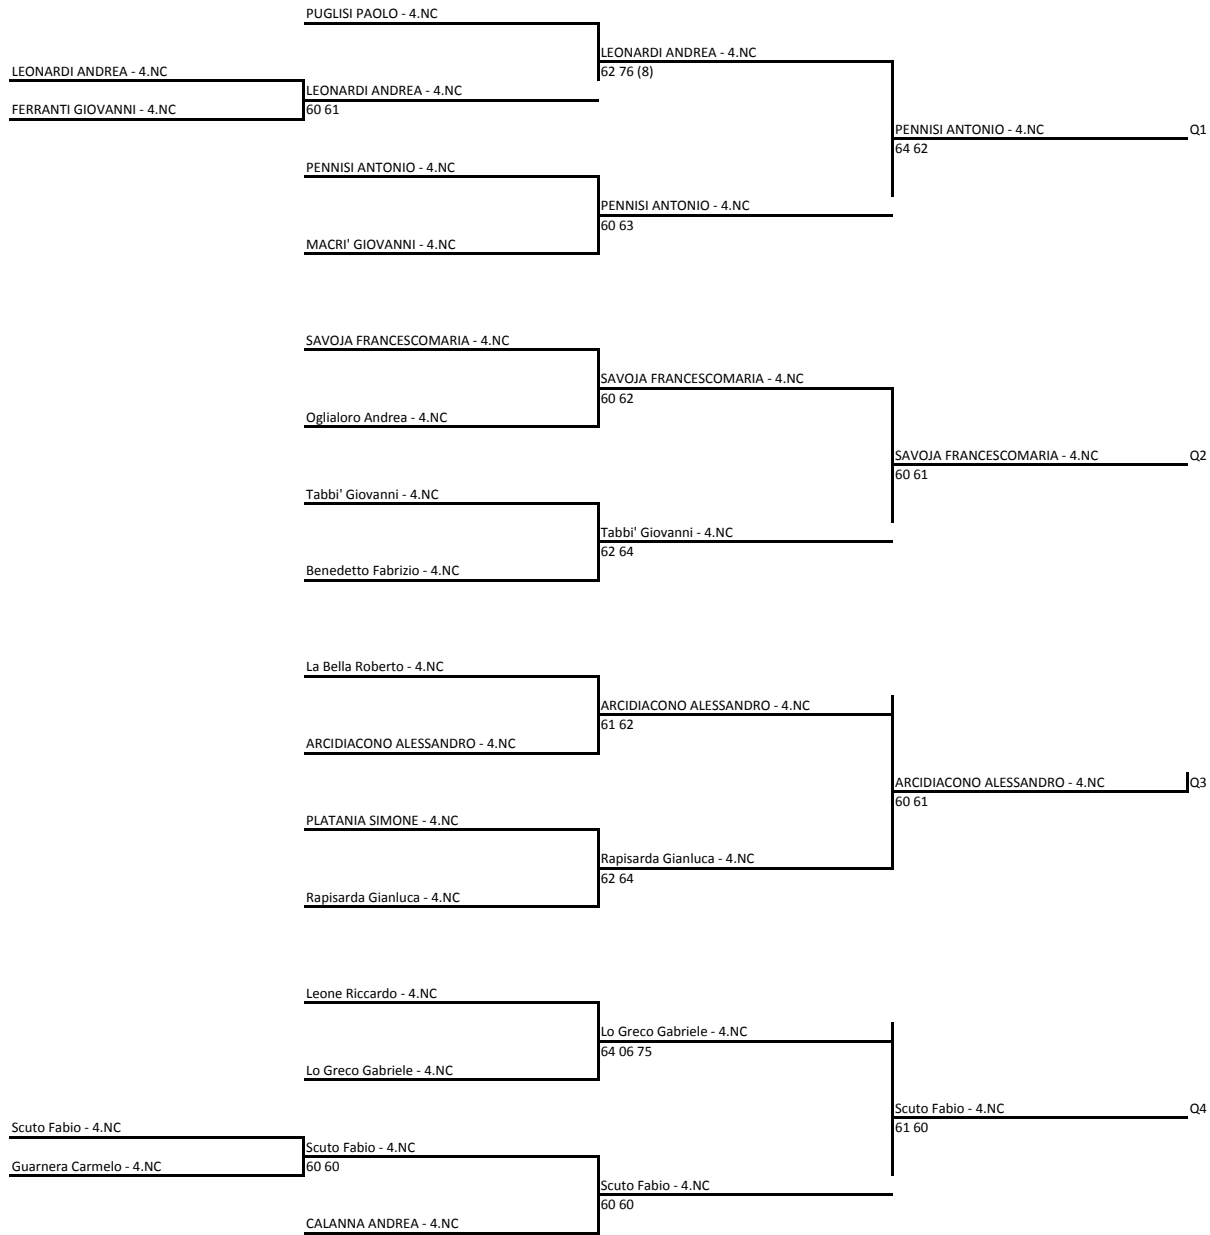 PUGLISI PAOLO - 4.NC
LEONARDI ANDREA - 4.NC
LEONARDI ANDREA - 4.NC
62 76 (8)
LEONARDI ANDREA - 4.NC
FERRANTI GIOVANNI - 4.NC
60 61
PENNISI ANTONIO - 4.NC
Q1
64 62
PENNISI ANTONIO - 4.NC
PENNISI ANTONIO - 4.NC
60 63
MACRI' GIOVANNI - 4.NC
SAVOJA FRANCESCOMARIA - 4.NC
SAVOJA FRANCESCOMARIA - 4.NC
60 62
Oglialoro Andrea - 4.NC
SAVOJA FRANCESCOMARIA - 4.NC
Q2
60 61
Tabbi' Giovanni - 4.NC
Tabbi' Giovanni - 4.NC
62 64
Benedetto Fabrizio - 4.NC
La Bella Roberto - 4.NC
ARCIDIACONO ALESSANDRO - 4.NC
61 62
ARCIDIACONO ALESSANDRO - 4.NC
ARCIDIACONO ALESSANDRO - 4.NC
Q3
60 61
PLATANIA SIMONE - 4.NC
Rapisarda Gianluca - 4.NC
62 64
Rapisarda Gianluca - 4.NC
Leone Riccardo - 4.NC
Lo Greco Gabriele - 4.NC
64 06 75
Lo Greco Gabriele - 4.NC
Scuto Fabio - 4.NC
Q4
61 60
Scuto Fabio - 4.NC
Scuto Fabio - 4.NC
Guarnera Carmelo - 4.NC
60 60
Scuto Fabio - 4.NC
60 60
CALANNA ANDREA - 4.NC